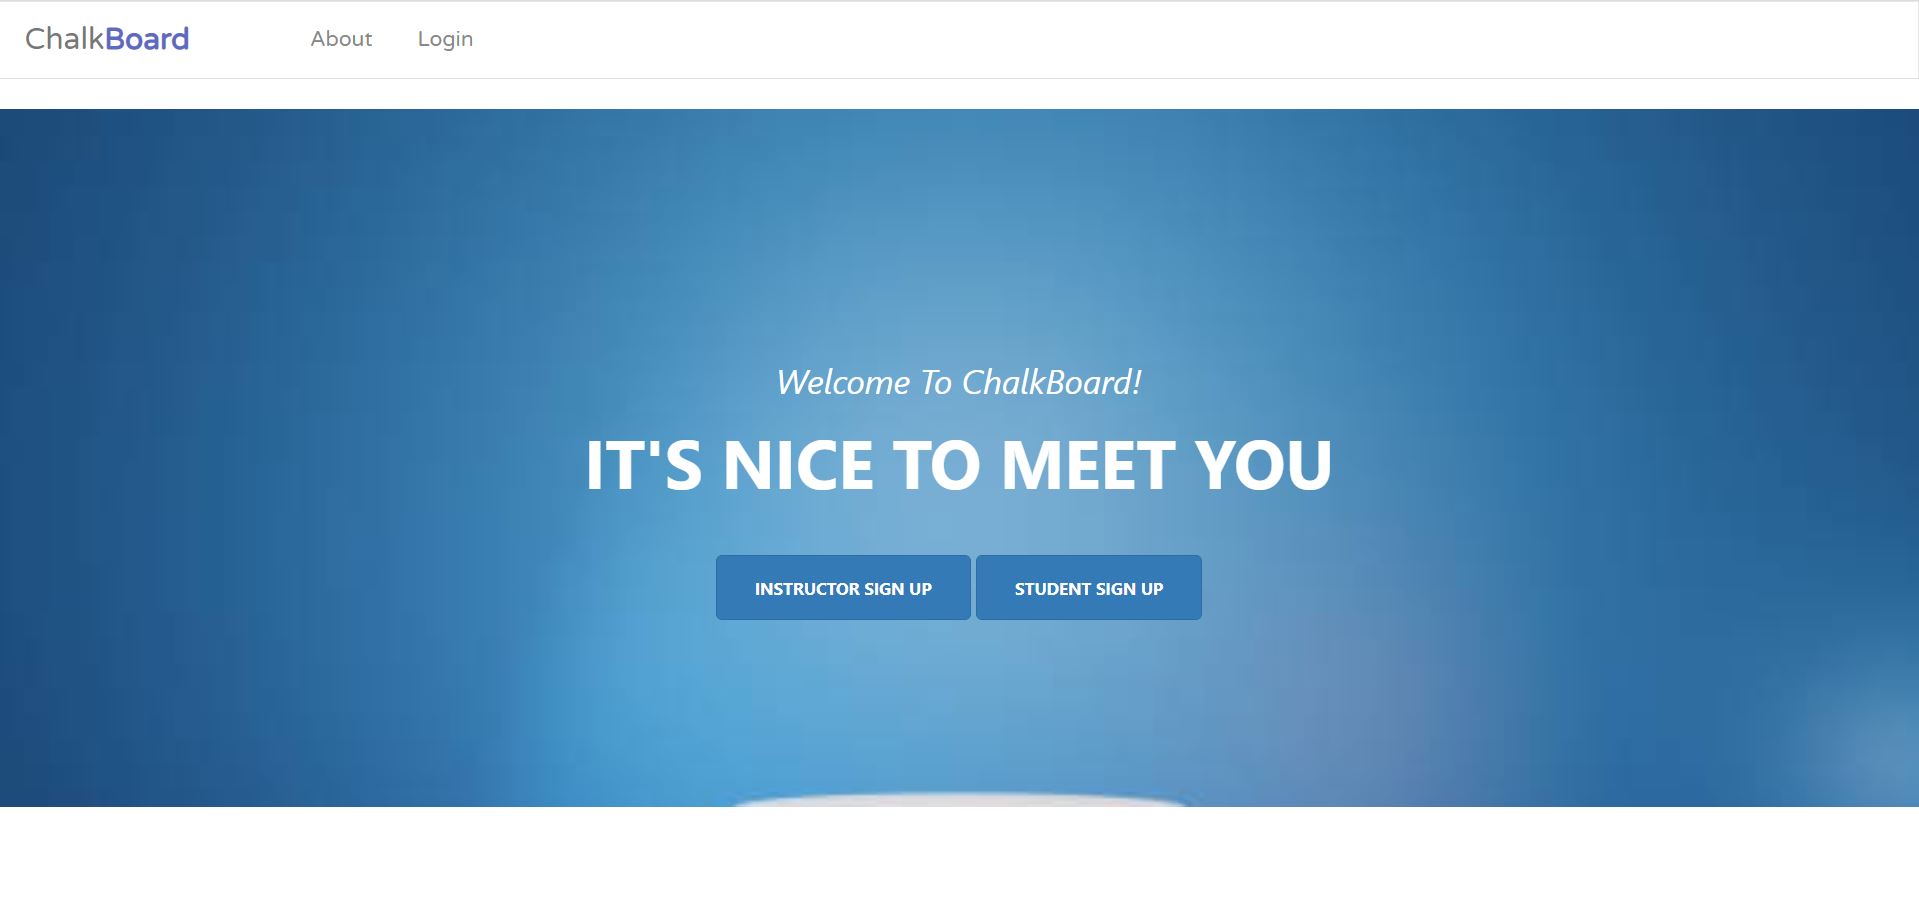 ChalkBoard About Login
Welcome To ChalkBoard!
IT'S NICE TO MEET YOU
INSTRUCTOR SIGN UP STUDENT SIGN UP